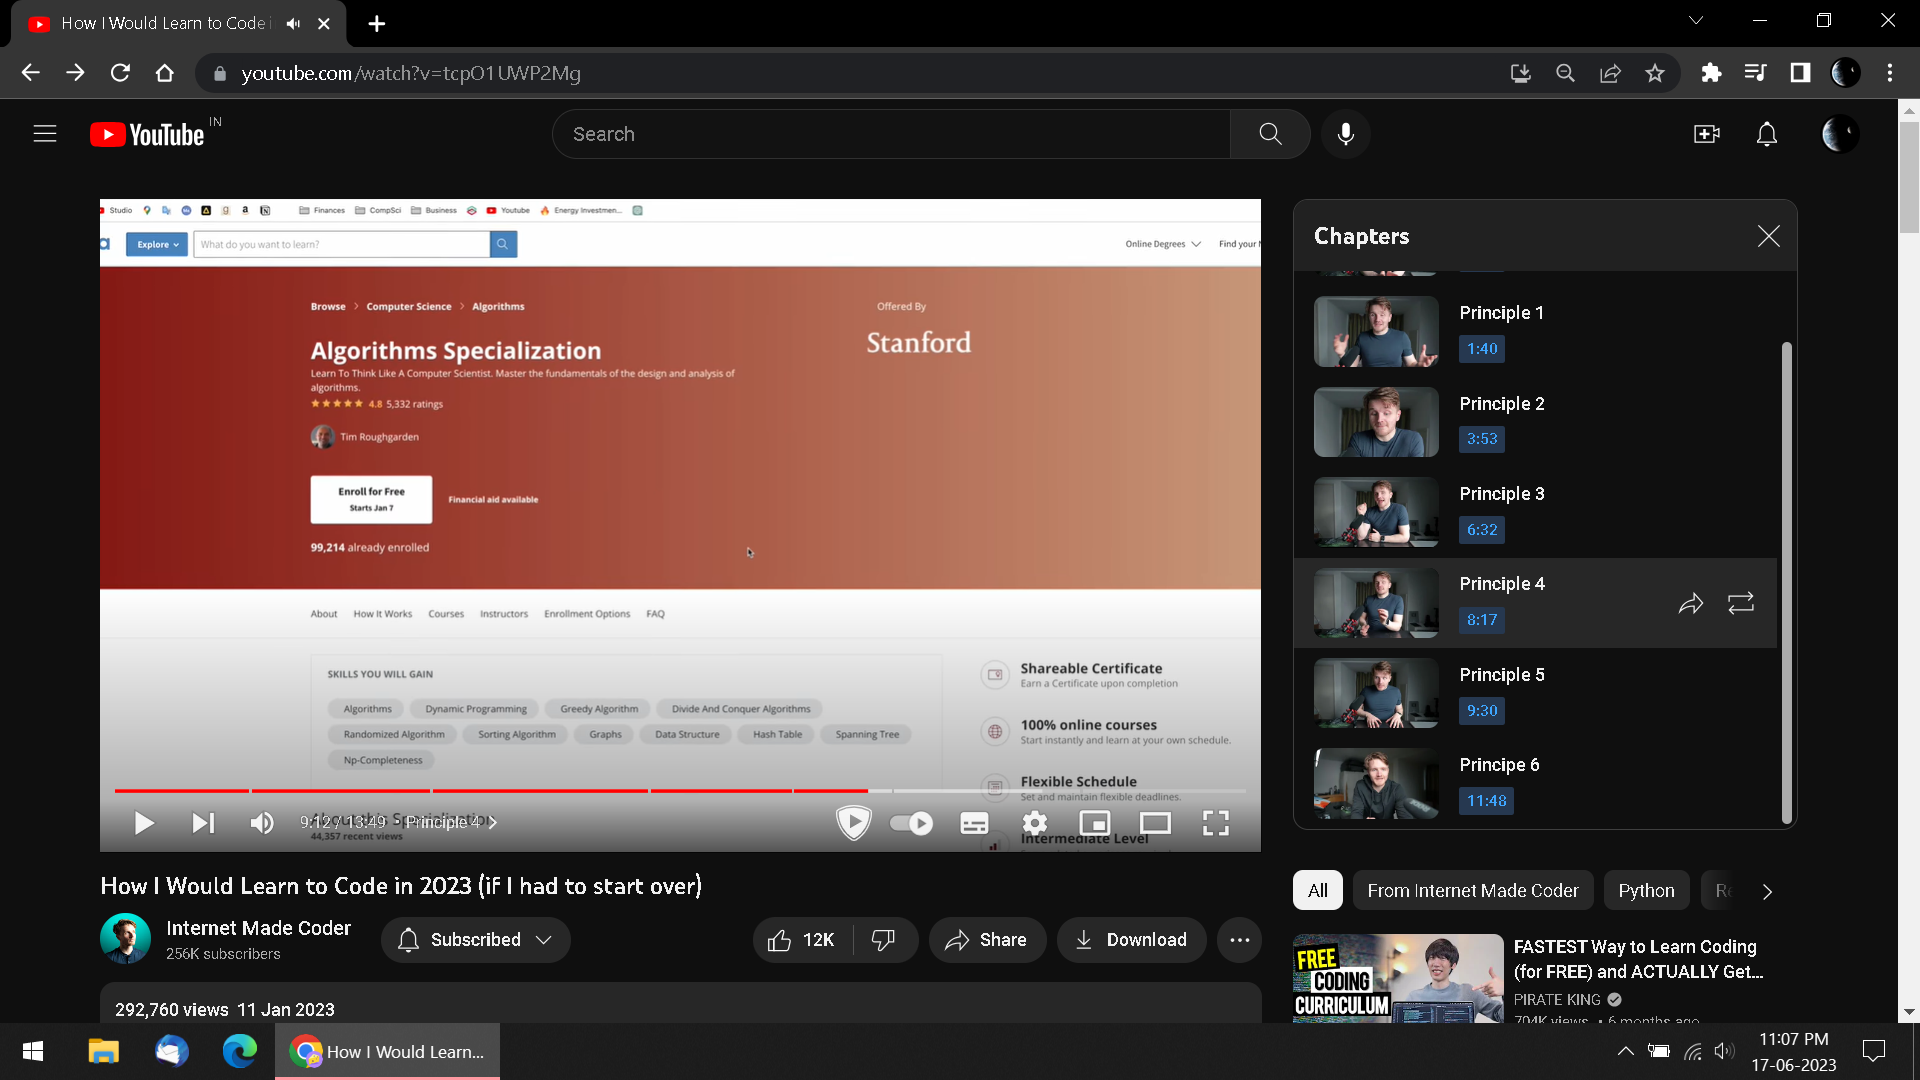 How I Would Learn to Code i
youtube.com/watch?v=tcpO1UWP2Mg
YouTube IN
Search
Studio
Finances
CompSci
Business
Youtube
Energy Investmen...
Explore
What do you want to learn?
Online Degrees
Find your
Browse > Computer Science > Algorithms
Offered By
Algorithms Specialization
Stanford
Learn To Think Like A Computer Scientist. Master the fundamentals of the design and analysis of
algorithms.
4.8 5,332 ratings
Tim Roughgarden
Enroll for Free
Starts Jan 7
Financial aid available
99,214 already enrolled
About How It Works Courses Instructors Enrollment Options FAQ
SKILLS YOU WILL GAIN
Algorithms Dynamic Programming Greedy Algorithm Divide And Conquer Algorithms
Randomized Algorithm Sorting Algorithm Graphs Data Structure Hash Table Spanning Tree
Np-Completeness
Shareable Certificate
Earn a Certificate upon completion
100% online courses
Start instantly and learn at your own schedule.
Flexible Schedule
Set and maintain flexible deadlines.
Intermediate Level
9:12 / 13:49 · Principle 4 >
44,357 recent views
Chapters
Principle 1
1:40
Principle 2
3:53
Principle 3
6:32
Principle 4
8:17
Principle 5
9:30
Principe 6
11:48
How I Would Learn to Code in 2023 (if I had to start over)
Internet Made Coder
256K subscribers
Subscribed
12K
Share
Download
292,760 views 11 Jan 2023
All
From Internet Made Coder
Python
Re
FREE
CODING
CURRICULUM
FASTEST Way to Learn Coding
(for FREE) and ACTUALLY Get...
PIRATE KING
704K views • 6 months ago
How I Would Learn...
11:07 PM
17-06-2023